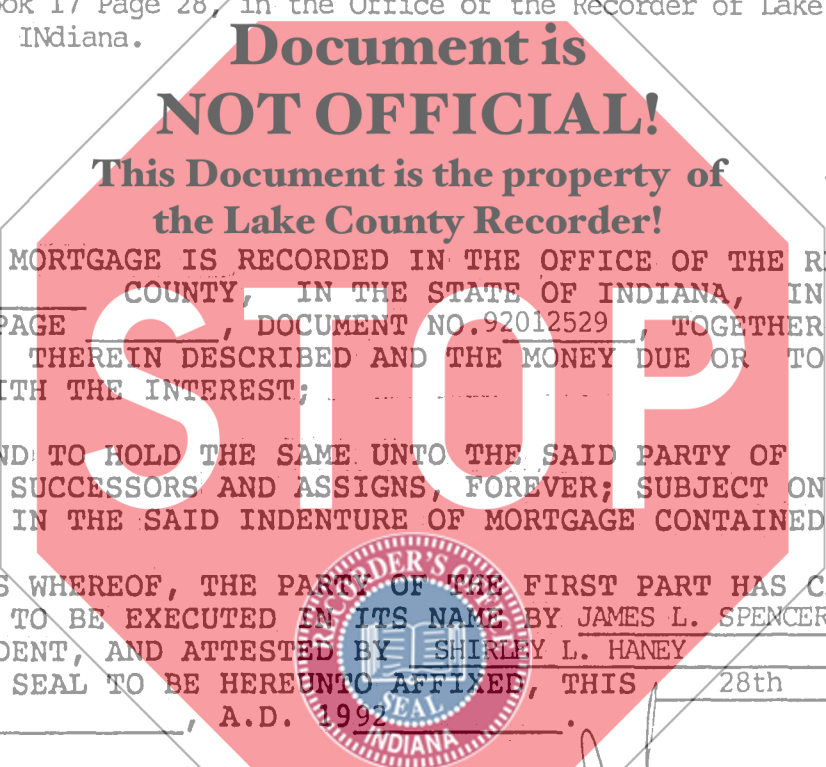 ok 17 Page 28, in the Office of the Recorder of Lake
INdiana.
Document is
NOT OFFICIAL!
This Document is the property of
the Lake County Recorder!
MORTGAGE IS RECORDED IN THE OFFICE OF THE R
COUNTY, IN THE STATE OF INDIANA, IN
PAGE , DOCUMENT NO.92012529 , TOGETHER
THEREIN DESCRIBED AND THE MONEY DUE OR TO
ITH THE INTEREST;
STOP
ND TO HOLD THE SAME UNTO THE SAID PARTY OF
SUCCESSORS AND ASSIGNS, FOREVER; SUBJECT ON
IN THE SAID INDENTURE OF MORTGAGE CONTAINED
S WHEREOF, THE PARTY OF THE FIRST PART HAS C
TO BE EXECUTED IN ITS NAME BY JAMES L. SPENCER
DENT, AND ATTESTED BY SHIRLEY L. HANEY
SEAL TO BE HEREUNTO AFFIXED, THIS 28th
, A.D. 1992 .
RECORDER'S OFFICE
SEAL
INDIANA